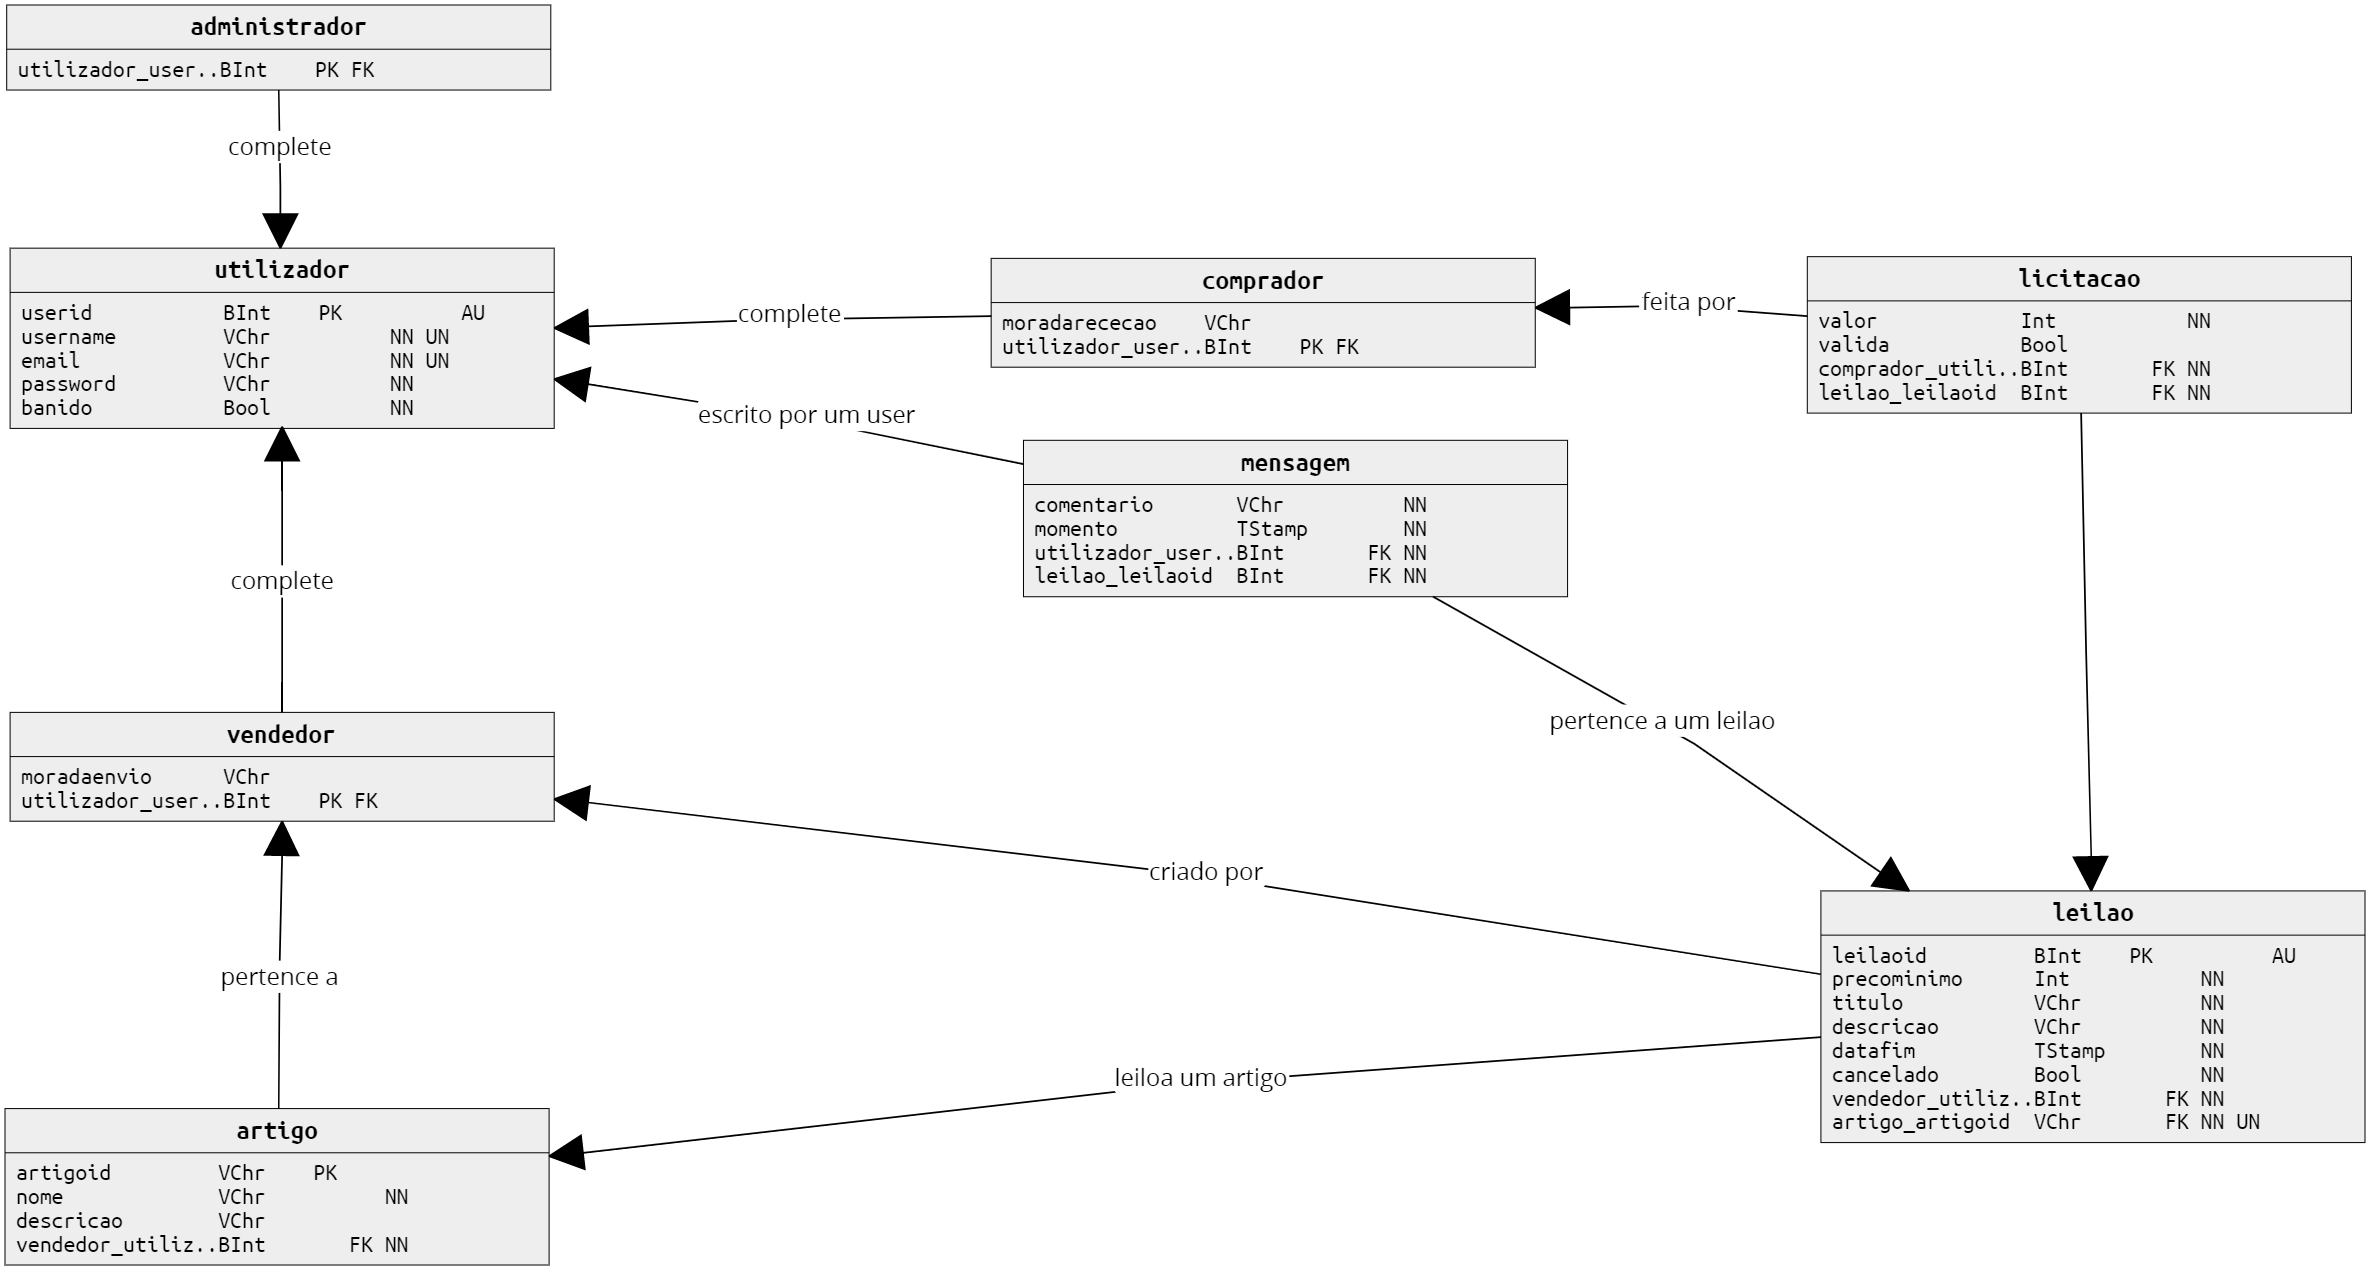 administrador
utilizador_user..BInt PK FK
complete
utilizador
userid BInt PK AU
username VChr NN UN
email VChr NN UN
password VChr NN
banido Bool NN
complete
comprador
moradarececao VChr
utilizador_user..BInt PK FK
feita por
licitacao
valor Int NN
valida Bool
comprador_utili..BInt FK NN
leilao_leilaoid BInt FK NN
escrito por um user
mensagem
comentario VChr NN
momento TStamp NN
utilizador_user..BInt FK NN
leilao_leilaoid BInt FK NN
complete
pertence a um leilao
vendedor
moradaenvio VChr
utilizador_user..BInt PK FK
criado por
pertence a
leilao
leilaoid BInt PK AU
precominimo Int NN
titulo VChr NN
descricao VChr NN
datafim TStamp NN
cancelado Bool NN
vendedor_utiliz..BInt FK NN
artigo_artigoid VChr FK NN UN
leiloa um artigo
artigo
artigoid VChr PK
nome VChr NN
descricao VChr
vendedor_utiliz..BInt FK NN